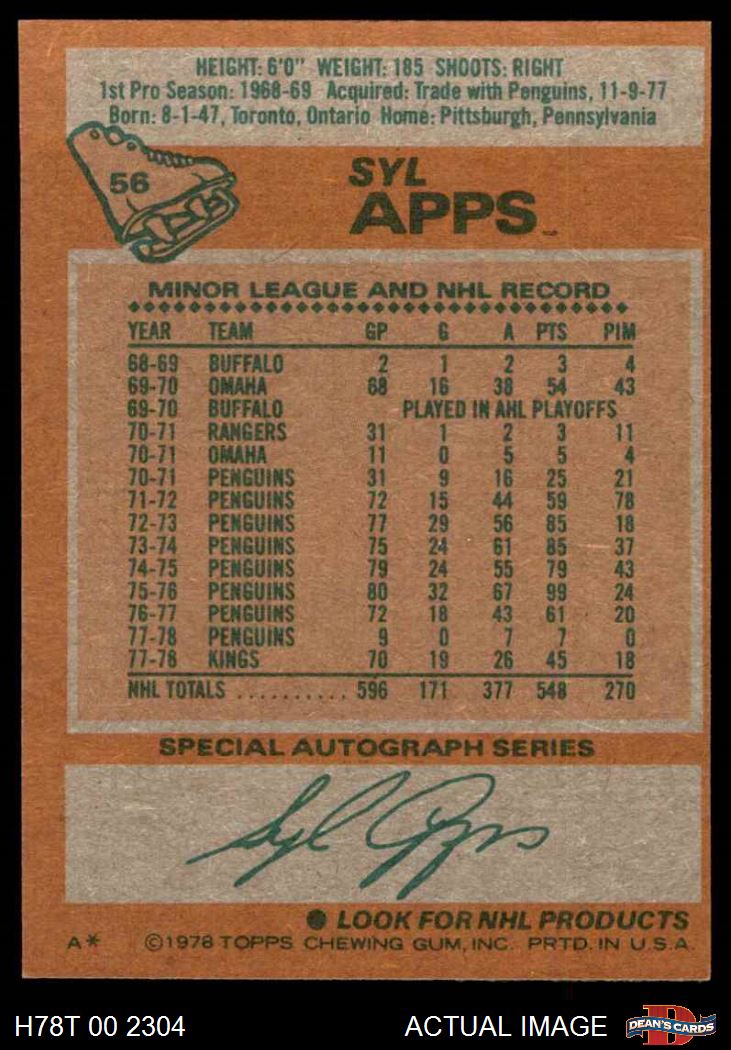 HEIGHT: 6'0" WEIGHT: 185 SHOOTS: RIGHT
1st Pro Season: 1968-69 Acquired: Trade with Penguins, 11-9-77
Born: 8-1-47, Toronto, Ontario Home: Pittsburgh, Pennsylvania
56
SYL
APPS
MINOR LEAGUE AND NHL RECORD
YEAR TEAM GP G A PTS PIM
68-69 BUFFALO 2 1 2 3 4
69-70 OMAHA 68 16 38 54 43
69-70 BUFFALO PLAYED IN AHL PLAYOFFS
70-71 RANGERS 31 1 2 3 11
70-71 OMAHA 11 0 5 5 4
70-71 PENGUINS 31 9 16 25 21
71-72 PENGUINS 72 15 44 59 78
72-73 PENGUINS 77 29 56 85 18
73-74 PENGUINS 75 24 61 85 37
74-75 PENGUINS 79 24 55 79 43
75-76 PENGUINS 80 32 67 99 24
76-77 PENGUINS 72 18 43 61 20
77-78 PENGUINS 9 0 7 7 0
77-78 KINGS 70 19 26 45 18
NHL TOTALS .......... 596 171 377 548 270
SPECIAL AUTOGRAPH SERIES
Syl Apps
● LOOK FOR NHL PRODUCTS
A* ©1978 TOPPS CHEWING GUM, INC. PRTD. IN U.S.A.
H78T 00 2304 ACTUAL IMAGE DEAN'S CARDS